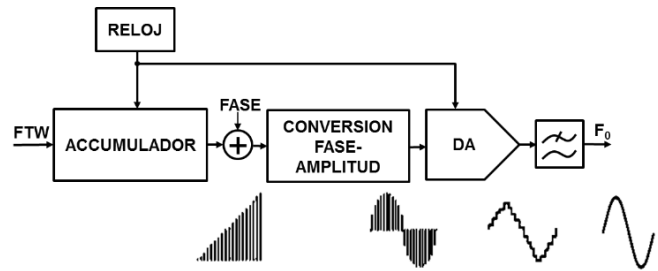 RELOJ
FTW
ACCUMULADOR
FASE
CONVERSION
FASE-
AMPLITUD
DA
F₀